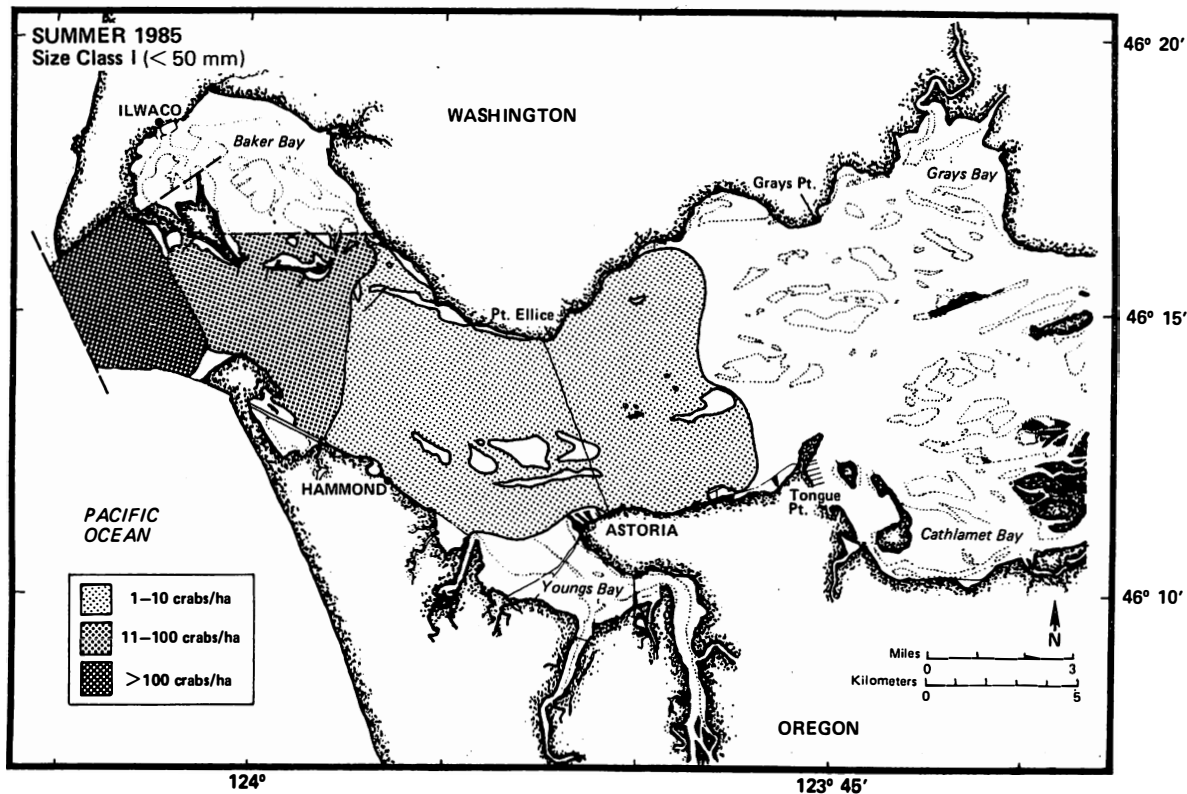 SUMMER 1985
Size Class I (< 50 mm)
46° 20'
ILWACO
WASHINGTON
Baker Bay
Grays Pt.
Grays Bay
Pt. Ellice
46° 15'
HAMMOND
PACIFIC
OCEAN
ASTORIA
Tongue
Pt.
Cathlamet Bay
Youngs Bay
1–10 crabs/ha
11–100 crabs/ha
>100 crabs/ha
46° 10'
N
Miles
0 3
Kilometers
0 5
OREGON
124°
123° 45'